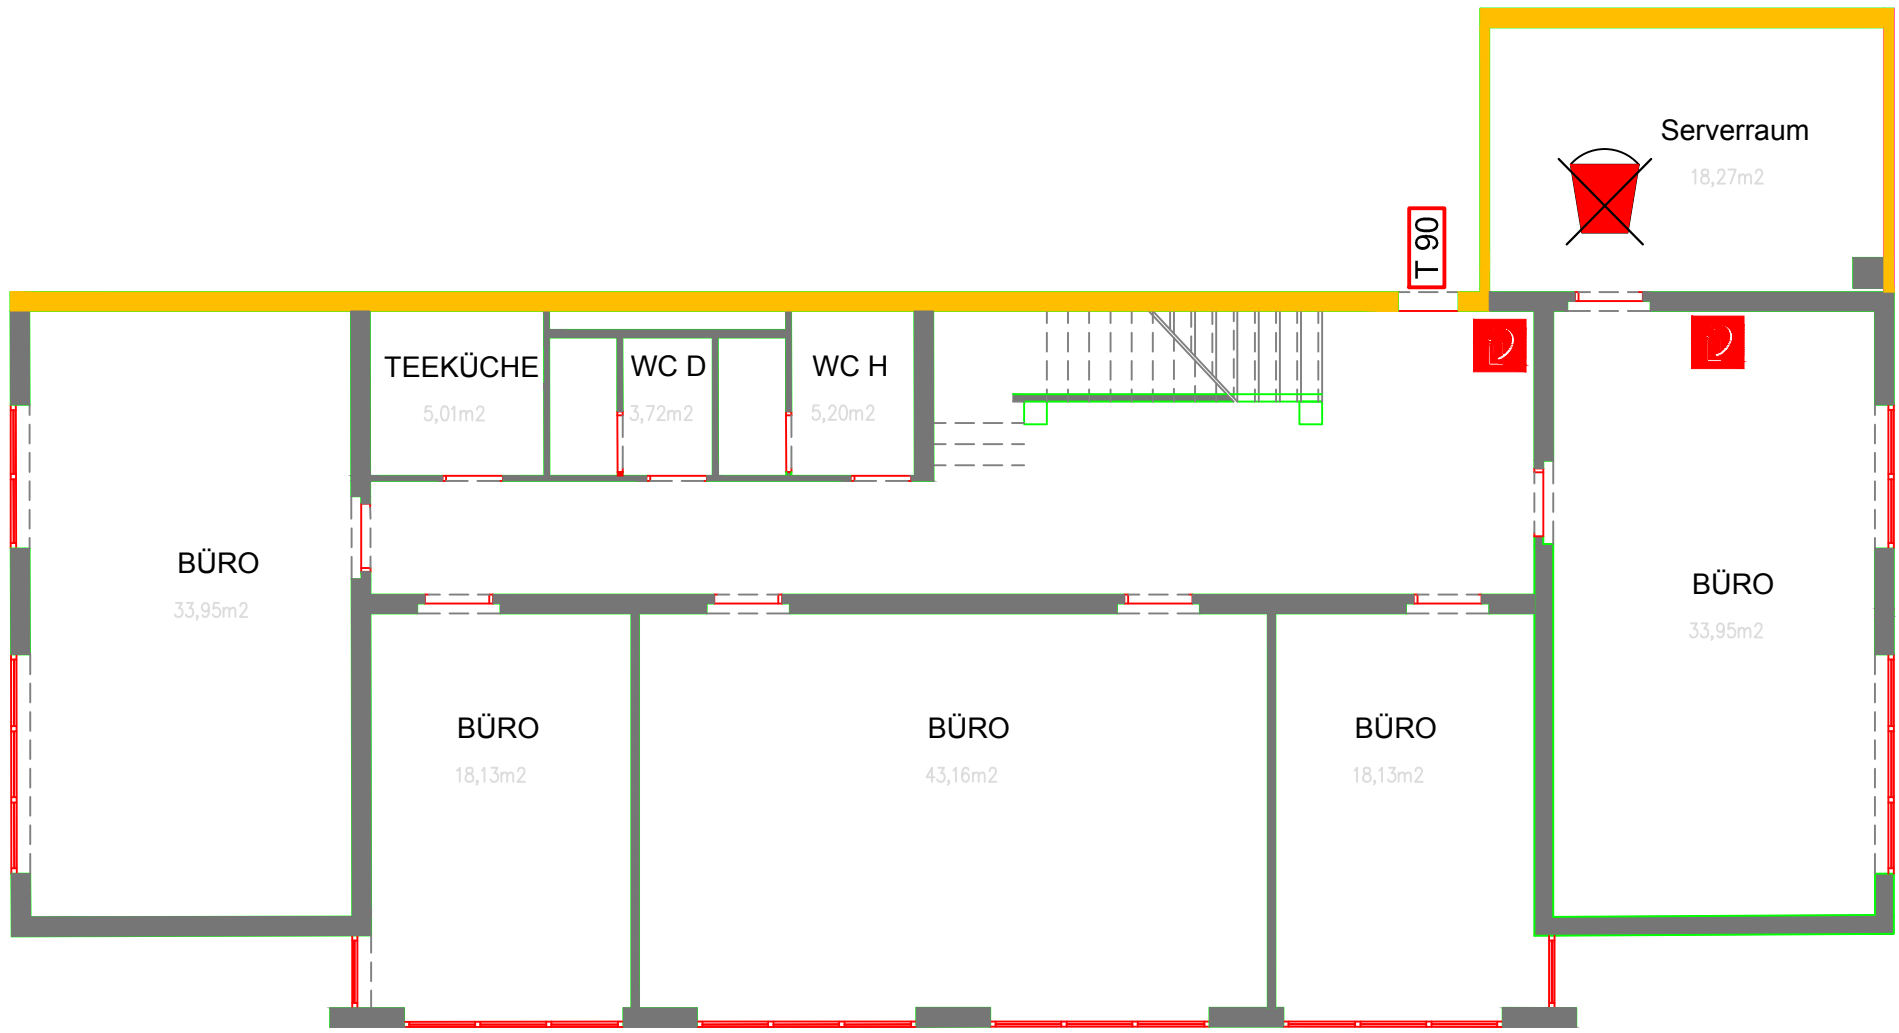 Serverraum
18,27m2
T 90
TEEKÜCHE
5,01m2
WC D
3,72m2
WC H
5,20m2
BÜRO
33,95m2
BÜRO
33,95m2
BÜRO
18,13m2
BÜRO
43,16m2
BÜRO
18,13m2